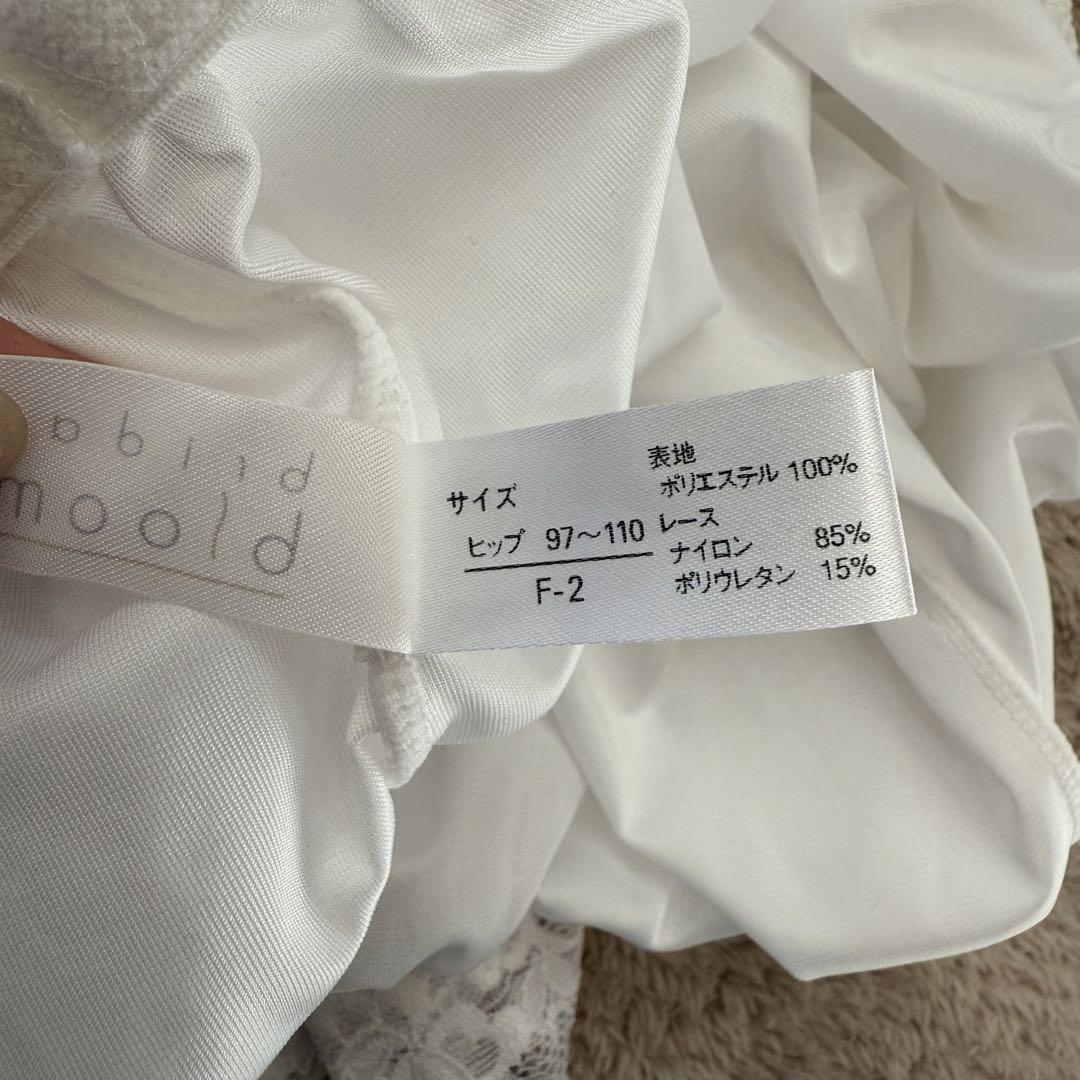 サイズ
ヒップ 97～110
F-2
表地
ポリエステル 100%
レース
ナイロン 85%
ポリウレタン 15%